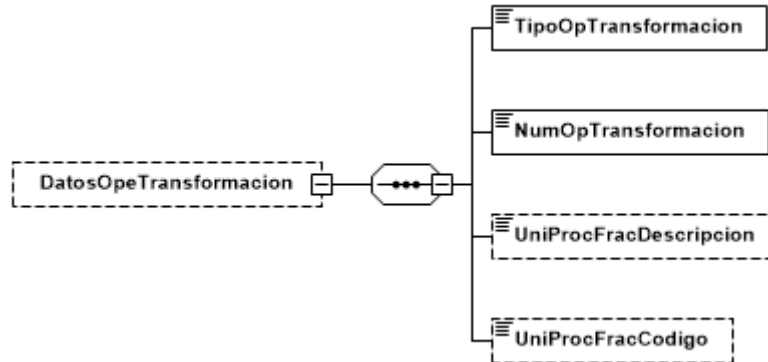 TipoOpTransformacion
NumOpTransformacion
DatosOpeTransformacion
UniProcFracDescripcion
UniProcFracCodigo